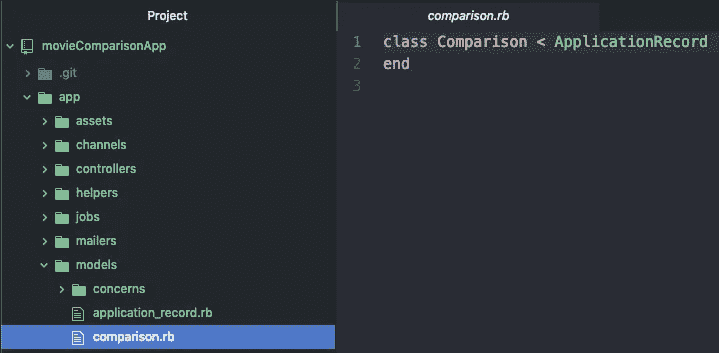 Project
movieComparisonApp
.git
app
assets
channels
controllers
helpers
jobs
mailers
models
concerns
application_record.rb
comparison.rb
comparison.rb
1 class Comparison < ApplicationRecord
2 end
3